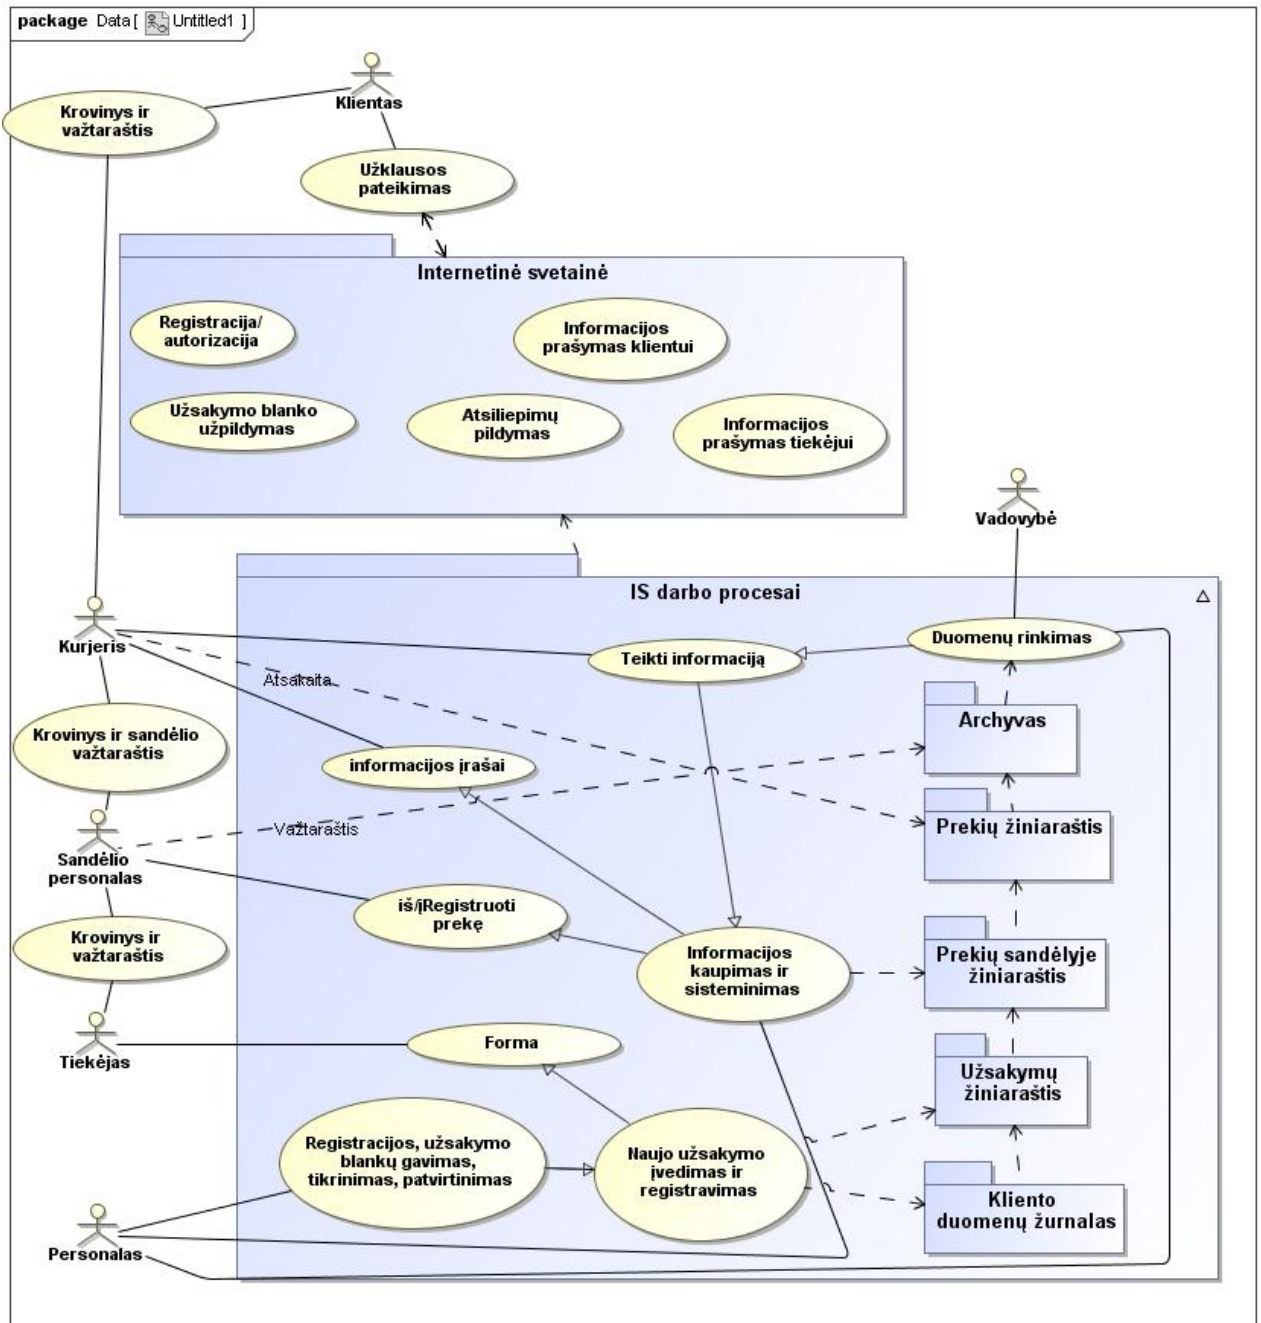 package Data [ Untitled1 ]
Klientas
Krovinys ir
važtaraštis
Užklausos
pateikimas
Internetinė svetainė
Registracija/
autorizacija
Informacijos
prašymas klientui
Užsakymo blanko
užpildymas
Atsiliepimų
pildymas
Informacijos
prašymas tiekėjui
Vadovybė
IS darbo procesai
Kurjeris
Teikti informaciją
Duomenų rinkimas
Atsakaita
Archyvas
Krovinys ir sandėlio
važtaraštis
informacijos įrašai
Prekių žiniaraštis
Važtaraštis
Sandėlio
personalas
iš/įRegistruoti
prekę
Krovinys ir
važtaraštis
Informacijos
kaupimas ir
sisteminimas
Prekių sandėlyje
žiniaraštis
Tiekėjas
Forma
Užsakymų
žiniaraštis
Registracijos, užsakymo
blankų gavimas,
tikrinimas, patvirtinimas
Naujo užsakymo
įvedimas ir
registravimas
Kliento
duomenų žurnalas
Personalas